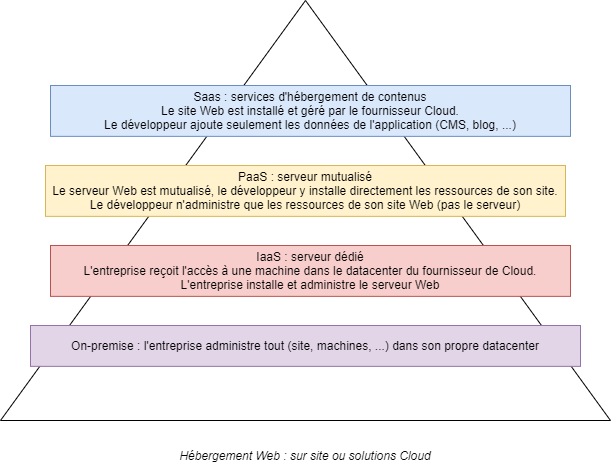 Saas : services d'hébergement de contenus
Le site Web est installé et géré par le fournisseur Cloud.
Le développeur ajoute seulement les données de l'application (CMS, blog, ...)
PaaS : serveur mutualisé
Le serveur Web est mutualisé, le développeur y installe directement les ressources de son site.
Le développeur n'administre que les ressources de son site Web (pas le serveur)
IaaS : serveur dédié
L'entreprise reçoit l'accès à une machine dans le datacenter du fournisseur de Cloud.
L'entreprise installe et administre le serveur Web
On-premise : l'entreprise administre tout (site, machines, ...) dans son propre datacenter
Hébergement Web : sur site ou solutions Cloud